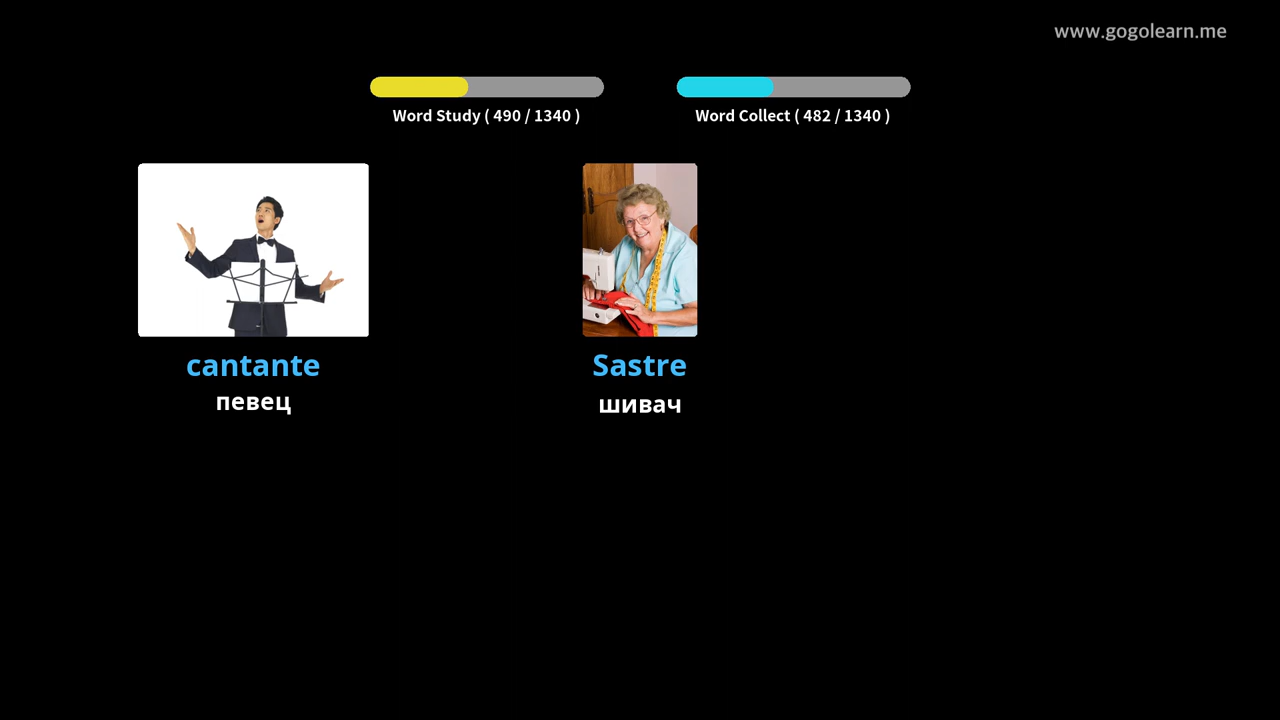 www.gogolearn.me
Word Study ( 490 / 1340 )
Word Collect ( 482 / 1340 )
cantante
певец
Sastre
шивач